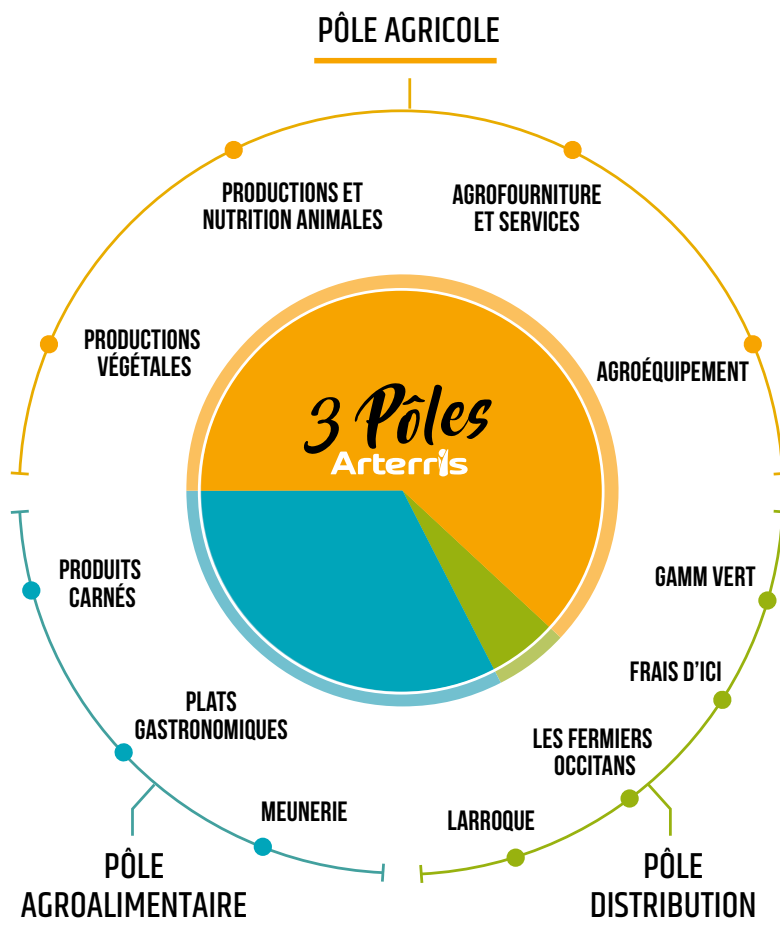 PÔLE AGRICOLE
PRODUCTIONS ET
NUTRITION ANIMALES
AGROFOURNITURE
ET SERVICES
PRODUCTIONS
VÉGÉTALES
AGROÉQUIPEMENT
3 Pôles
Arterris
PRODUITS
CARNÉS
GAMM VERT
FRAIS D'ICI
PLATS
GASTRONOMIQUES
LES FERMIERS
OCCITANS
MEUNERIE
LARROQUE
PÔLE
AGROALIMENTAIRE
PÔLE
DISTRIBUTION